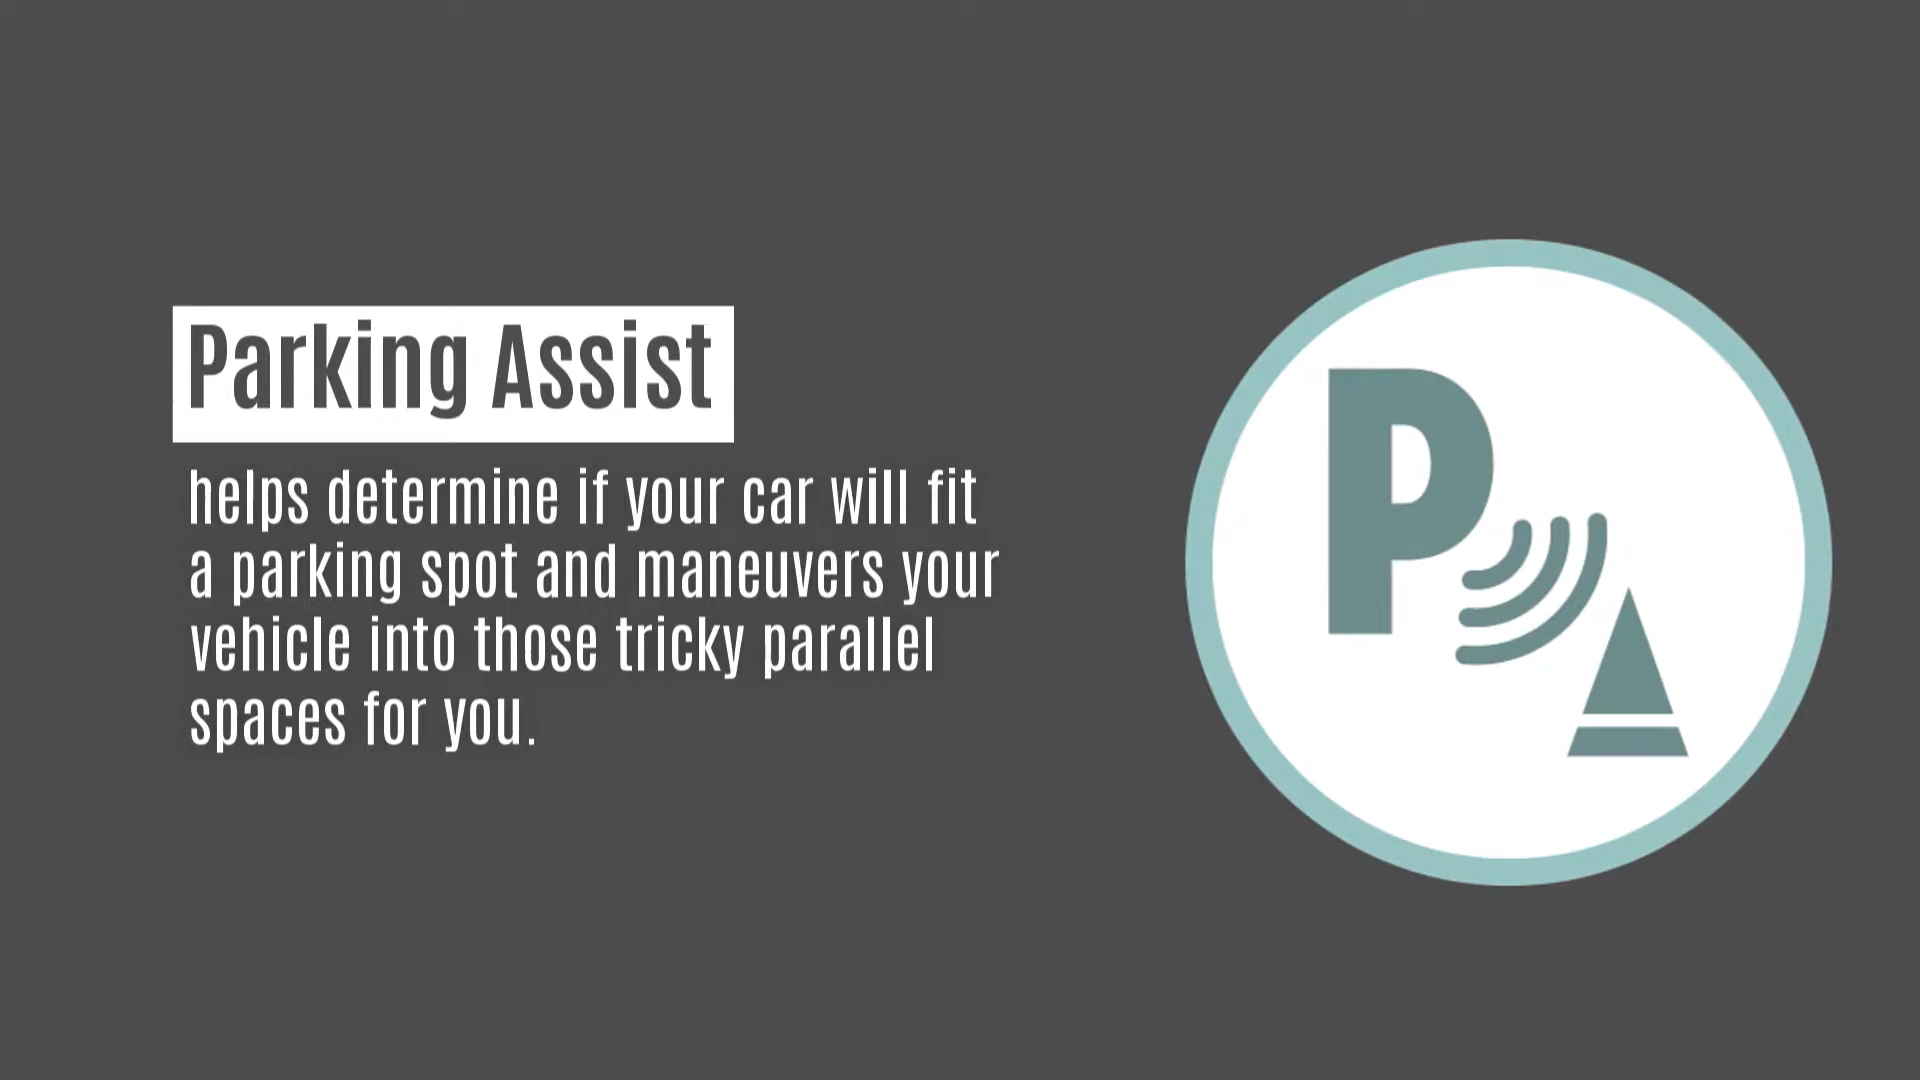 Parking Assist
helps determine if your car will fit
a parking spot and maneuvers your
vehicle into those tricky parallel
spaces for you.
P